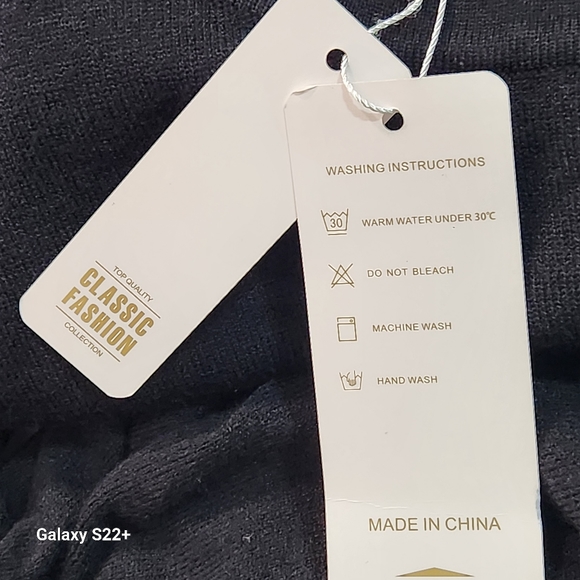 TOP QUALITY
CLASSIC
FASHION
COLLECTION
WASHING INSTRUCTIONS
30 WARM WATER UNDER 30℃
DO NOT BLEACH
MACHINE WASH
HAND WASH
MADE IN CHINA
Galaxy S22+